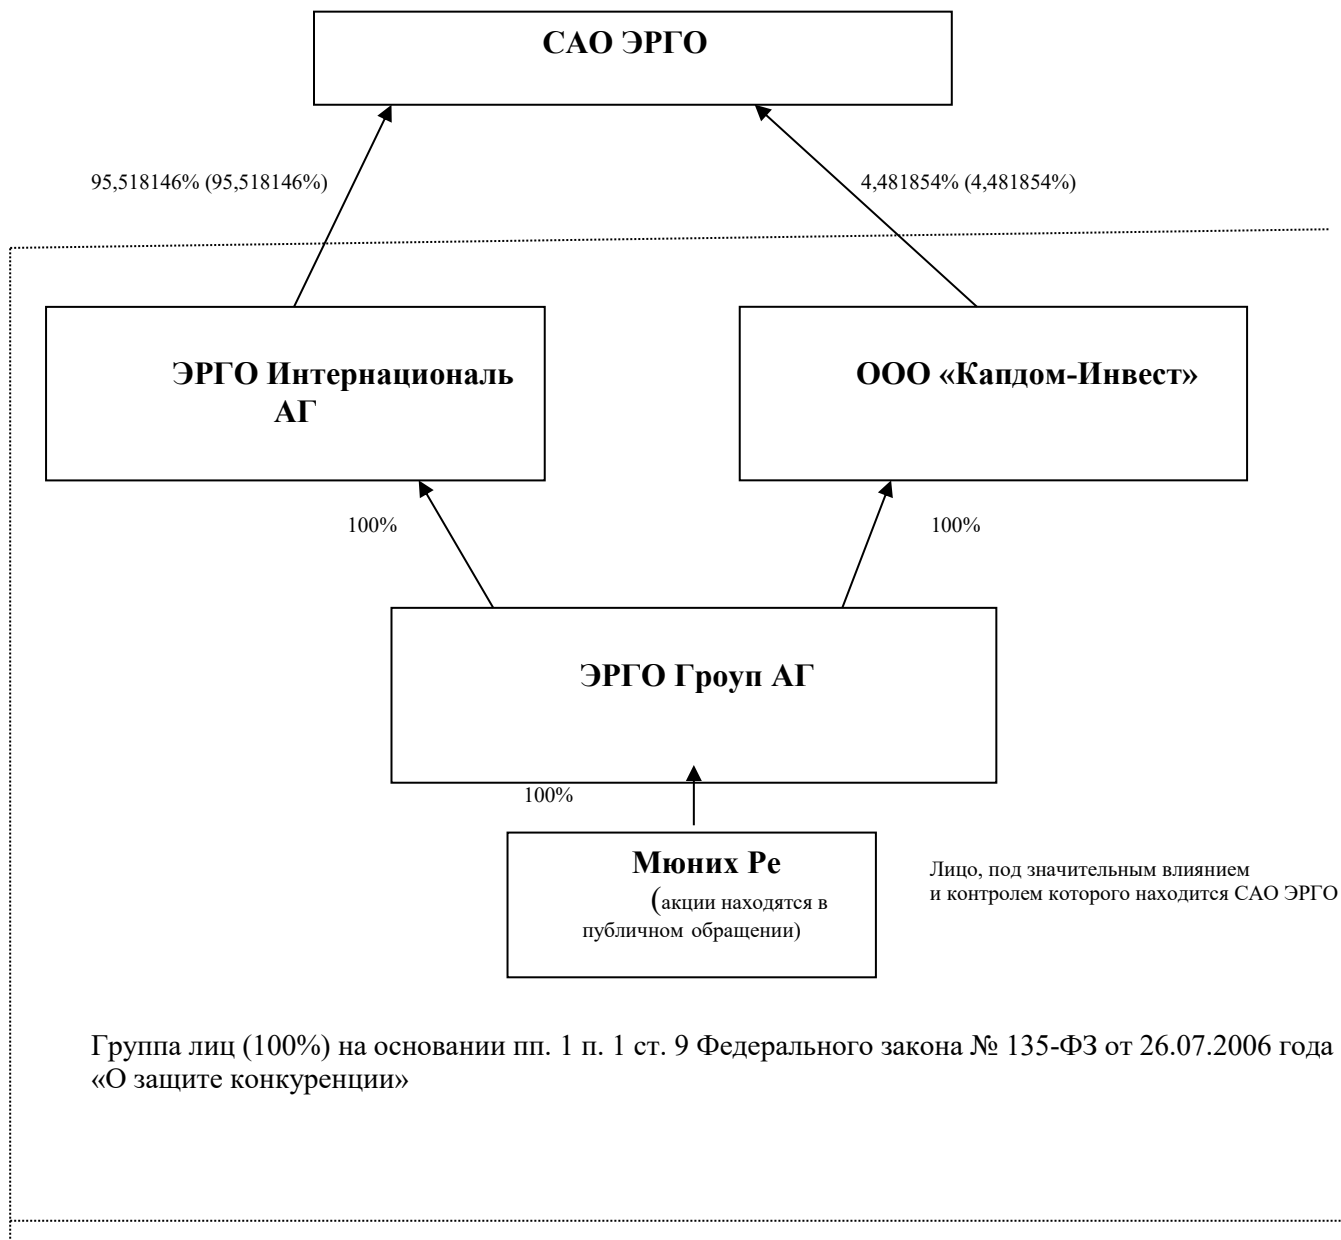 САО ЭРГО
95,518146% (95,518146%)
4,481854% (4,481854%)
ЭРГО Интернациональ
АГ
ООО «Капдом-Инвест»
100%
100%
ЭРГО Гроуп АГ
100%
Мюних Ре
(акции находятся в
публичном обращении)
Лицо, под значительным влиянием
и контролем которого находится САО ЭРГО
Группа лиц (100%) на основании пп. 1 п. 1 ст. 9 Федерального закона № 135-ФЗ от 26.07.2006 года
«О защите конкуренции»